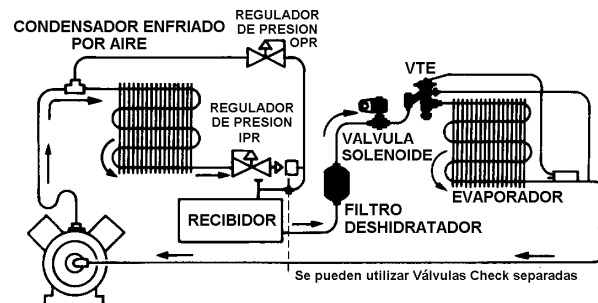 CONDENSADOR ENFRIADO
POR AIRE
REGULADOR
DE PRESION
OPR
REGULADOR
DE PRESION
IPR
VTE
VALVULA
SOLENOIDE
EVAPORADOR
RECIBIDOR
FILTRO
DESHIDRATADOR
Se pueden utilizar Válvulas Check separadas